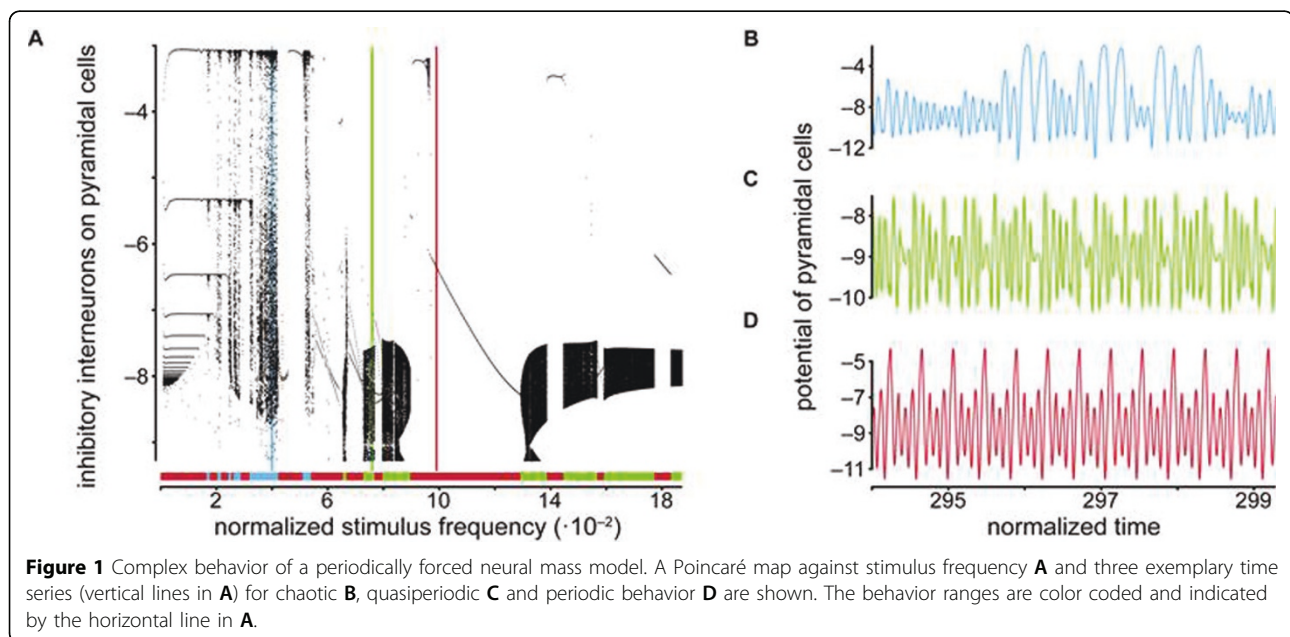 A
inhibitory interneurons on pyramidal cells
−4
−6
−8
2
6
10
14
18
normalized stimulus frequency (·10⁻²)
B
−4
−8
−12
C
potential of pyramidal cells
−8
−9
−10
D
−5
−7
−9
−11
295
297
299
normalized time
Figure 1 Complex behavior of a periodically forced neural mass model. A Poincaré map against stimulus frequency A and three exemplary time
series (vertical lines in A) for chaotic B, quasiperiodic C and periodic behavior D are shown. The behavior ranges are color coded and indicated
by the horizontal line in A.